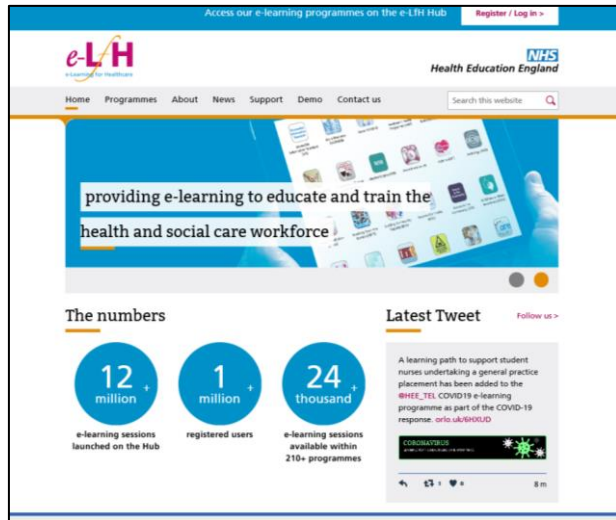 Access our e-learning programmes on the e-LfH Hub
Register / Log in >
e-LfH
e-Learning for Healthcare
NHS
Health Education England
Home Programmes About News Support Demo Contact us
Search this website
providing e-learning to educate and train the
health and social care workforce
The numbers
12 +
million
e-learning sessions
launched on the Hub
1 +
million
registered users
24 +
thousand
e-learning sessions
available within
210+ programmes
Latest Tweet
Follow us >
A learning path to support student
nurses undertaking a general practice
placement has been added to the
@HEE_TEL COVID19 e-learning
programme as part of the COVID-19
response. orlo.uk/6HXUD
CORONAVIRUS
8 m